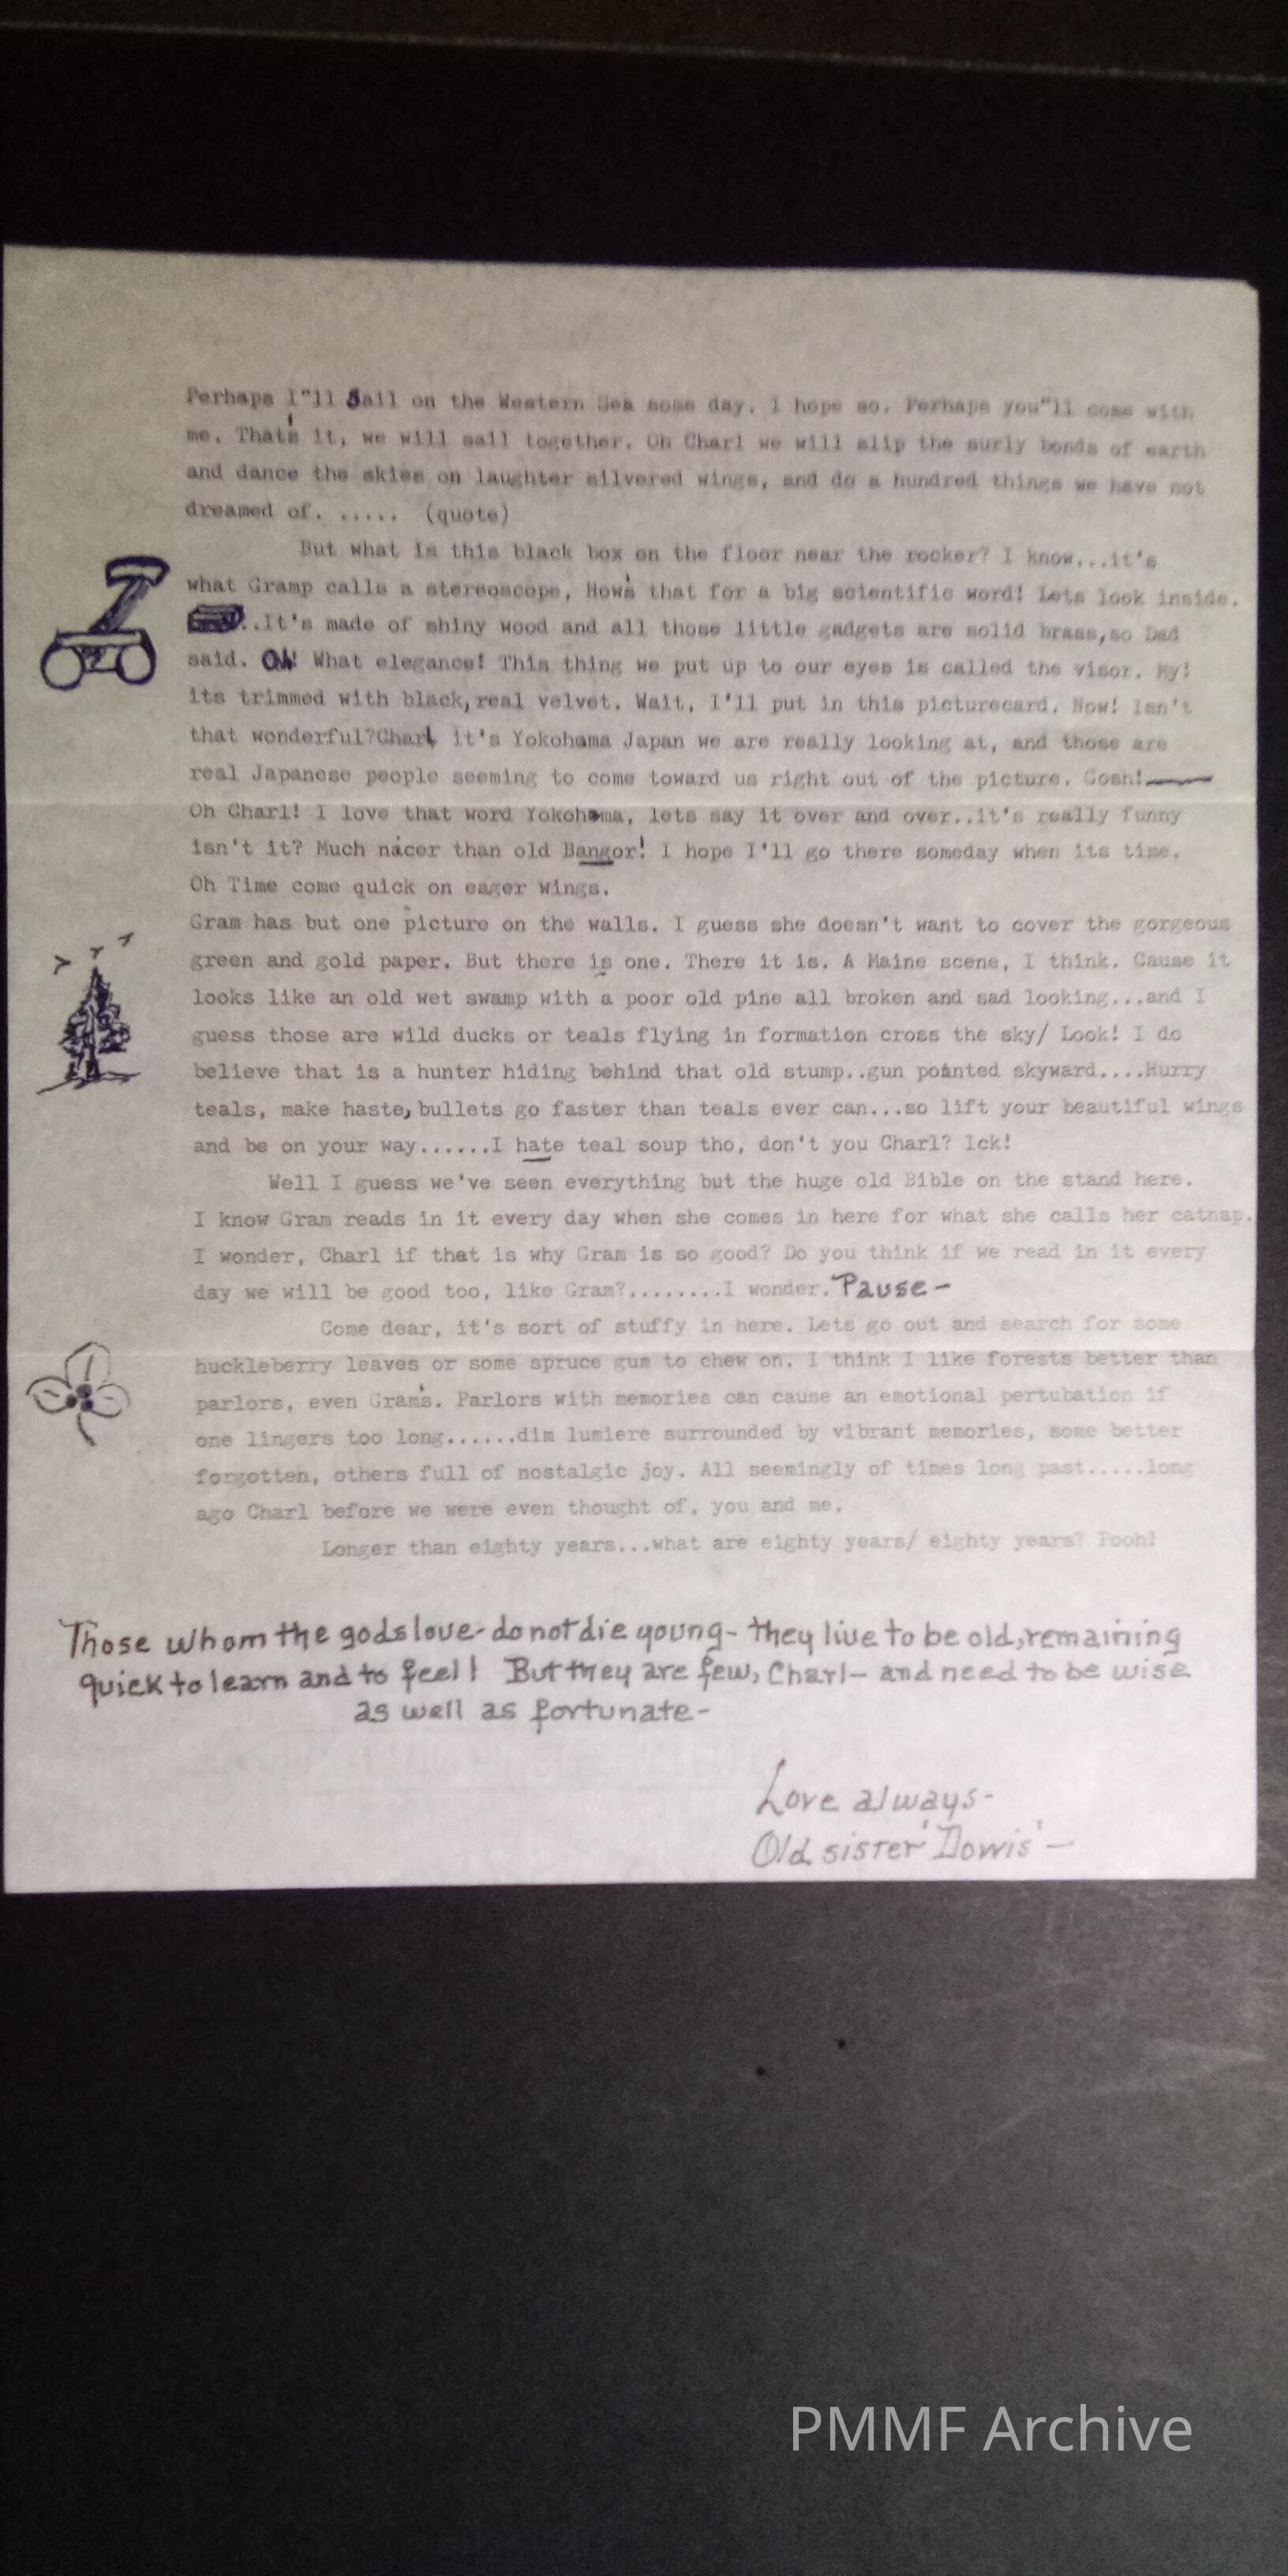 Perhaps I"ll Sail on the Western Sea some day. I hope so. Perhaps you"ll come with
me. That's it, we will sail together. Oh Charl we will slip the surly bonds of earth
and dance the skies on laughter silvered wings, and do a hundred things we have not
dreamed of. ..... (quote)
But what is this black box on the floor near the rocker? I know...it's
what Gramp calls a stereoscope, How's that for a big scientific word! Lets look inside.
..It's made of shiny wood and all those little gadgets are solid brass,so Dad
said. Oh! What elegance! This thing we put up to our eyes is called the visor. My!
its trimmed with black,real velvet. Wait, I'll put in this picturecard. Now! Isn't
that wonderful?Charl, it's Yokohama Japan we are really looking at, and those are
real Japanese people seeming to come toward us right out of the picture. Gosh!—
Oh Charl! I love that word Yokohama, lets say it over and over..it's really funny
isn't it? Much nicer than old Bangor! I hope I'll go there someday when its time.
Oh Time come quick on eager wings.
Gram has but one picture on the walls. I guess she doesn't want to cover the gorgeous
green and gold paper. But there is one. There it is. A Maine scene, I think. Cause it
looks like an old wet swamp with a poor old pine all broken and sad looking...and I
guess those are wild ducks or teals flying in formation cross the sky/ Look! I do
believe that is a hunter hiding behind that old stump..gun pointed skyward....Hurry
teals, make haste, bullets go faster than teals ever can...so lift your beautiful wings
and be on your way......I hate teal soup tho, don't you Charl? Ick!
Well I guess we've seen everything but the huge old Bible on the stand here.
I know Gram reads in it every day when she comes in here for what she calls her catnap.
I wonder, Charl if that is why Gram is so good? Do you think if we read in it every
day we will be good too, like Gram?........I wonder. Pause -
Come dear, it's sort of stuffy in here. Lets go out and search for some
huckleberry leaves or some spruce gum to chew on. I think I like forests better than
parlors, even Gram's. Parlors with memories can cause an emotional pertubation if
one lingers too long......dim lumiere surrounded by vibrant memories, some better
forgotten, others full of nostalgic joy. All seemingly of times long past.....long
ago Charl before we were even thought of, you and me.
Longer than eighty years...what are eighty years/ eighty years? Pooh!
Those whom the gods love - do not die young - they live to be old, remaining
quick to learn and to feel! But they are few, Charl - and need to be wise
as well as fortunate -
Love always -
Old sister 'Dorris' -
PMMF Archive